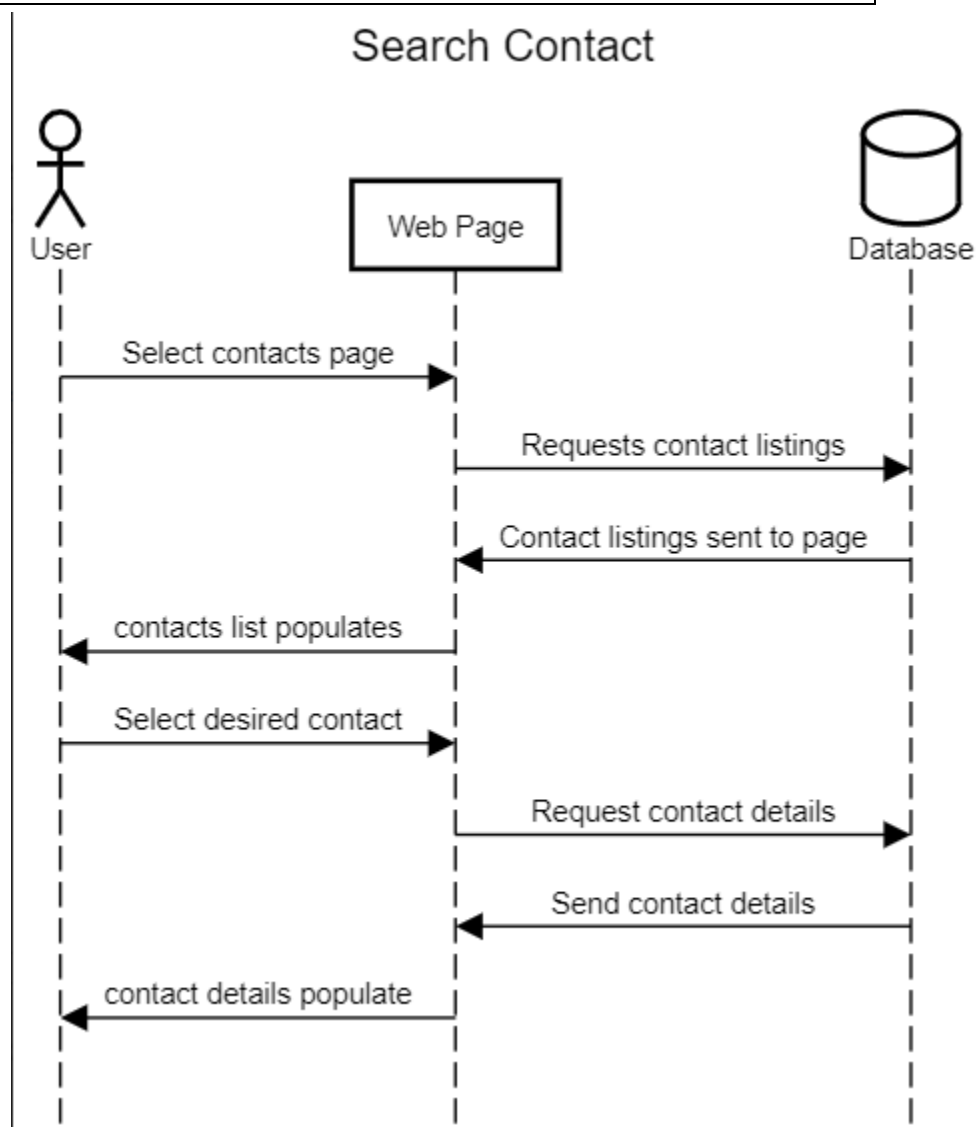 Search Contact
User
Web Page
Database
Select contacts page
Requests contact listings
Contact listings sent to page
contacts list populates
Select desired contact
Request contact details
Send contact details
contact details populate